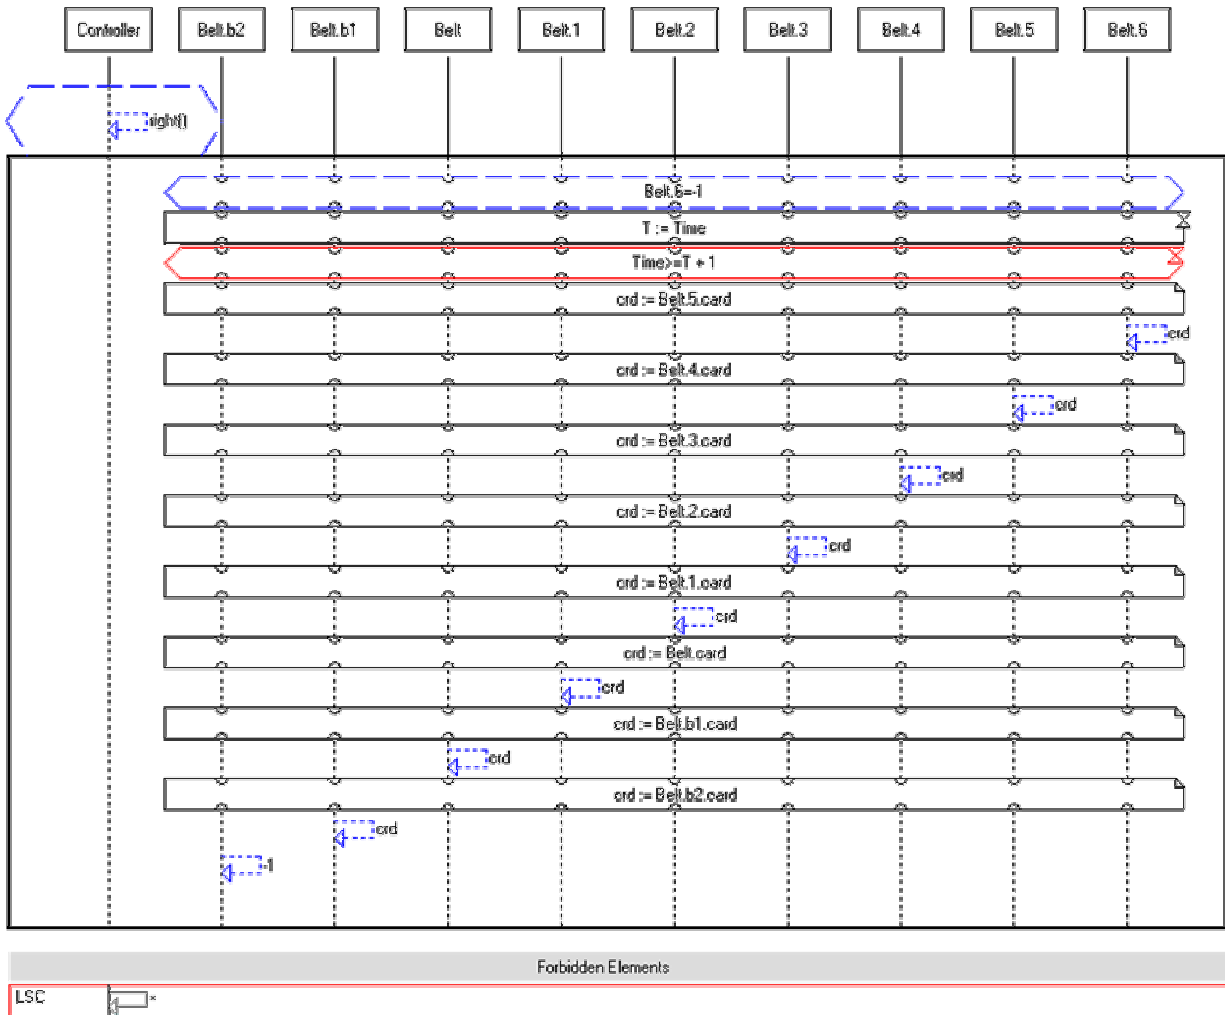 Controller Belt.b2 Belt.b1 Belt Belt.1 Belt.2 Belt.3 Belt.4 Belt.5 Belt.6
right()
Belt.6=-1
T := Time
Time>=T + 1
crd := Belt.5.card
crd
crd := Belt.4.card
crd
crd := Belt.3.card
crd
crd := Belt.2.card
crd
crd := Belt.1.card
crd
crd := Belt.card
crd
crd := Belt.b1.card
crd
crd := Belt.b2.card
crd
-1
Forbidden Elements
LSC *